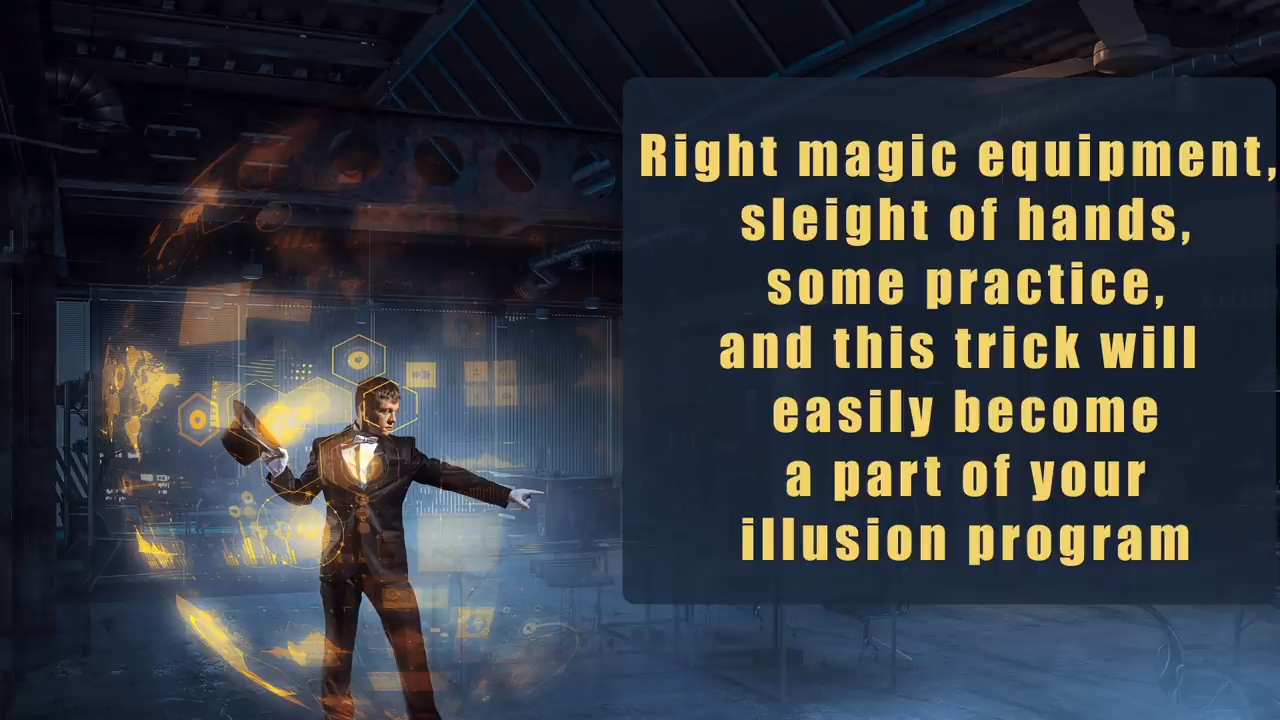 Right magic equipment,
sleight of hands,
some practice,
and this trick will
easily become
a part of your
illusion program